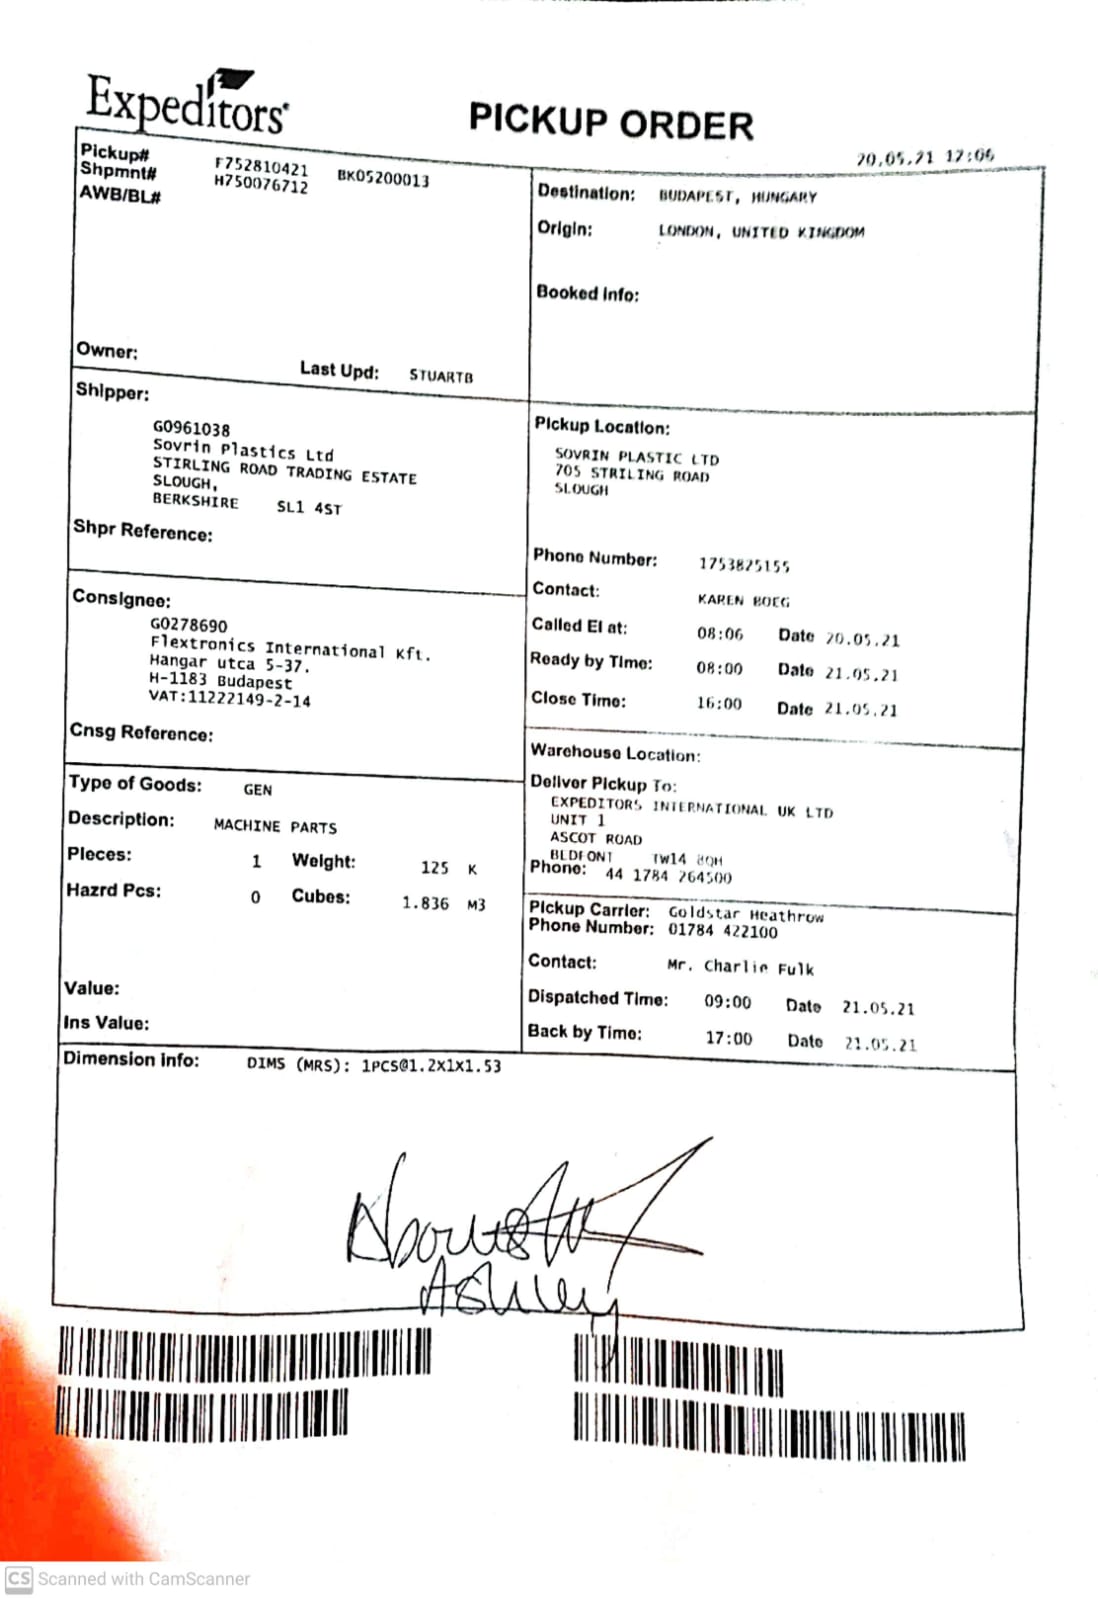 Expeditors
PICKUP ORDER
20.05.21 12:06
Pickup# F752810421 BK05200013
Shpmnt# H750076712
AWB/BL#
Destination: BUDAPEST, HUNGARY
Origin: LONDON, UNITED KINGDOM
Booked Info:
Owner:
Last Upd: STUARTB
Shipper:
G0961038
Sovrin Plastics Ltd
STIRLING ROAD TRADING ESTATE
SLOUGH,
BERKSHIRE SL1 4ST
Shpr Reference:
Pickup Location:
SOVRIN PLASTIC LTD
705 STRILING ROAD
SLOUGH
Phone Number: 1753825155
Contact: KAREN BOEG
Called EI at: 08:06 Date 20.05.21
Ready by Time: 08:00 Date 21.05.21
Close Time: 16:00 Date 21.05.21
Consignee:
G0278690
Flextronics International Kft.
Hangar utca 5-37.
H-1183 Budapest
VAT:11222149-2-14
Cnsg Reference:
Warehouse Location:
Deliver Pickup To:
EXPEDITORS INTERNATIONAL UK LTD
UNIT 1
ASCOT ROAD
BEDFONT TW14 8QH
Phone: 44 1784 264500
Type of Goods: GEN
Description: MACHINE PARTS
Pieces: 1 Weight: 125 K
Hazrd Pcs: 0 Cubes: 1.836 M3
Value:
Ins Value:
Pickup Carrier: Goldstar Heathrow
Phone Number: 01784 422100
Contact: Mr. Charlie Fulk
Dispatched Time: 09:00 Date 21.05.21
Back by Time: 17:00 Date 21.05.21
Dimension info: DIMS (MRS): 1PCS@1.2X1X1.53
Ashley
CS Scanned with CamScanner